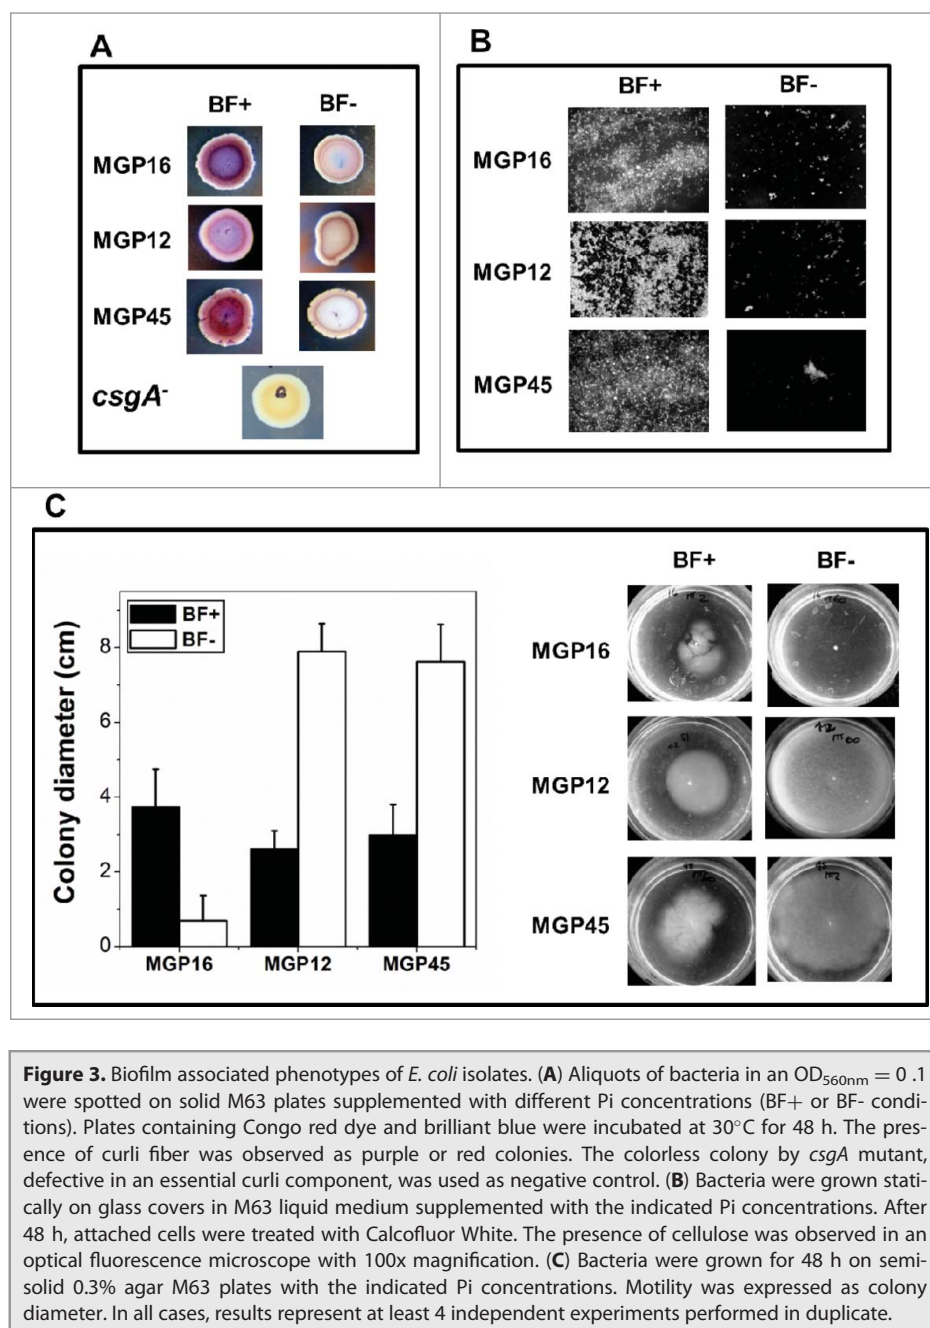 A
BF+ BF-
MGP16
MGP12
MGP45
csgA-
B
BF+ BF-
MGP16
MGP12
MGP45
C
BF+
BF-
Colony diameter (cm)
8
6
4
2
0
MGP16 MGP12 MGP45
BF+ BF-
MGP16
MGP12
MGP45
Figure 3. Biofilm associated phenotypes of E. coli isolates. (A) Aliquots of bacteria in an OD560nm = 0 .1
were spotted on solid M63 plates supplemented with different Pi concentrations (BF+ or BF- condi-
tions). Plates containing Congo red dye and brilliant blue were incubated at 30°C for 48 h. The pres-
ence of curli fiber was observed as purple or red colonies. The colorless colony by csgA mutant,
defective in an essential curli component, was used as negative control. (B) Bacteria were grown stati-
cally on glass covers in M63 liquid medium supplemented with the indicated Pi concentrations. After
48 h, attached cells were treated with Calcofluor White. The presence of cellulose was observed in an
optical fluorescence microscope with 100x magnification. (C) Bacteria were grown for 48 h on semi-
solid 0.3% agar M63 plates with the indicated Pi concentrations. Motility was expressed as colony
diameter. In all cases, results represent at least 4 independent experiments performed in duplicate.